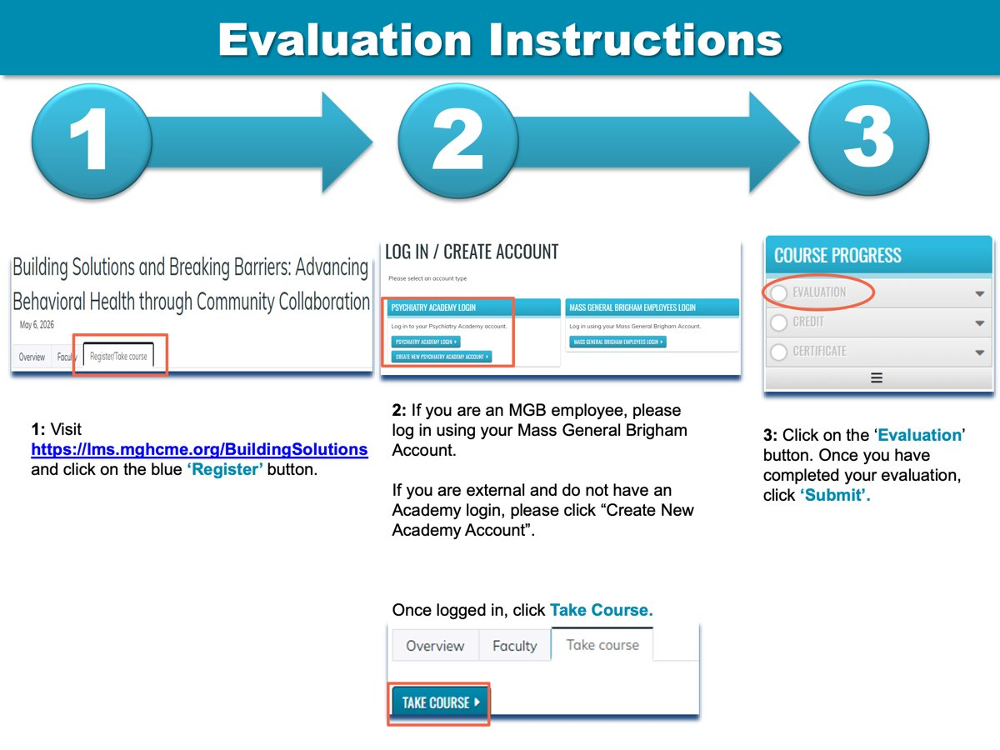 Evaluation Instructions
1
2
3
Building Solutions and Breaking Barriers: Advancing
Behavioral Health through Community Collaboration
May 6, 2026
Overview
Faculty
Register/Take course
1: Visit
https://lms.mghcme.org/BuildingSolutions
and click on the blue ‘Register’ button.
LOG IN / CREATE ACCOUNT
Please select an account type
PSYCHIATRY ACADEMY LOGIN
Log in to your Psychiatry Academy account.
PSYCHIATRY ACADEMY LOGIN
CREATE NEW PSYCHIATRY ACADEMY ACCOUNT
MASS GENERAL BRIGHAM EMPLOYEES LOGIN
Log in using your Mass General Brigham Account.
MASS GENERAL BRIGHAM EMPLOYEES LOGIN
2: If you are an MGB employee, please
log in using your Mass General Brigham
Account.
If you are external and do not have an
Academy login, please click “Create New
Academy Account”.
Once logged in, click Take Course.
Overview
Faculty
Take course
TAKE COURSE
COURSE PROGRESS
EVALUATION
CREDIT
CERTIFICATE
3: Click on the ‘Evaluation’
button. Once you have
completed your evaluation,
click ‘Submit’.